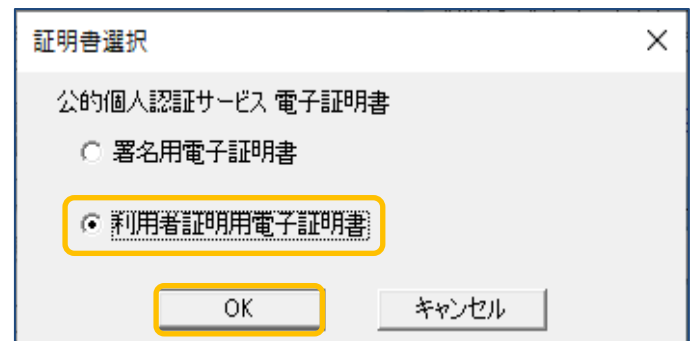 証明書選択
公的個人認証サービス 電子証明書
署名用電子証明書
利用者証明用電子証明書
OK キャンセル